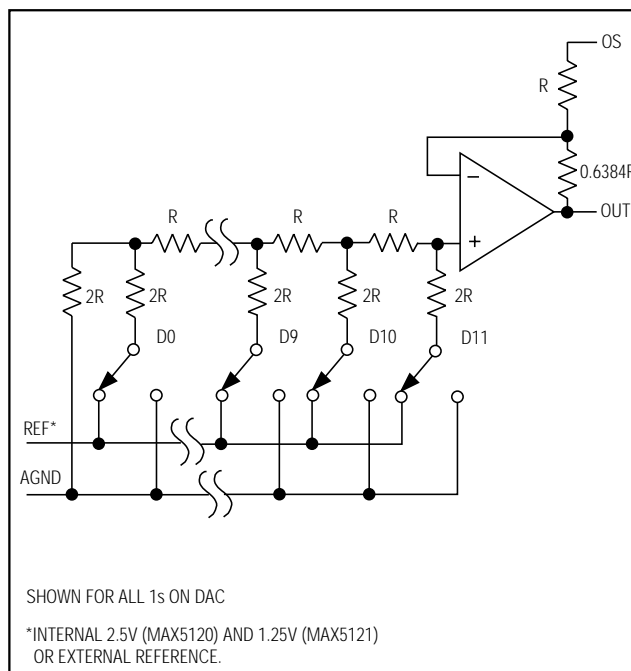 OS
R
0.6384R
OUT
−
+
R
R
R
2R
2R
2R
2R
2R
D0
D9
D10
D11
REF*
AGND
SHOWN FOR ALL 1s ON DAC
*INTERNAL 2.5V (MAX5120) AND 1.25V (MAX5121)
OR EXTERNAL REFERENCE.